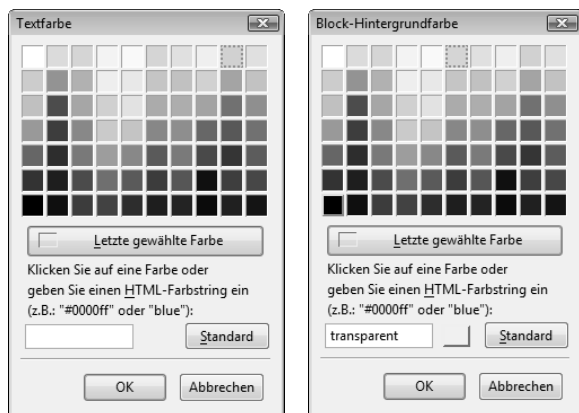 Textfarbe
Letzte gewählte Farbe
Klicken Sie auf eine Farbe oder
geben Sie einen HTML-Farbstring ein
(z.B.: "#0000ff" oder "blue"):
Standard
OK
Abbrechen
Block-Hintergrundfarbe
Letzte gewählte Farbe
Klicken Sie auf eine Farbe oder
geben Sie einen HTML-Farbstring ein
(z.B.: "#0000ff" oder "blue"):
transparent
Standard
OK
Abbrechen